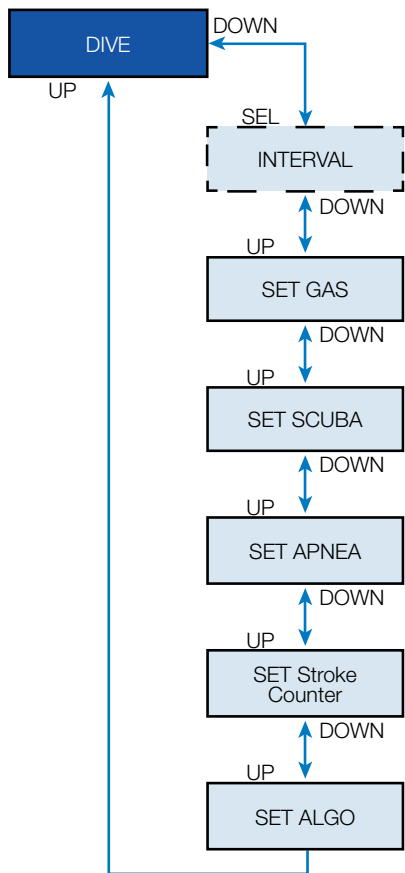 DIVE
DOWN
UP
SEL
INTERVAL
DOWN
UP
SET GAS
DOWN
UP
SET SCUBA
DOWN
UP
SET APNEA
DOWN
UP
SET Stroke
Counter
DOWN
UP
SET ALGO